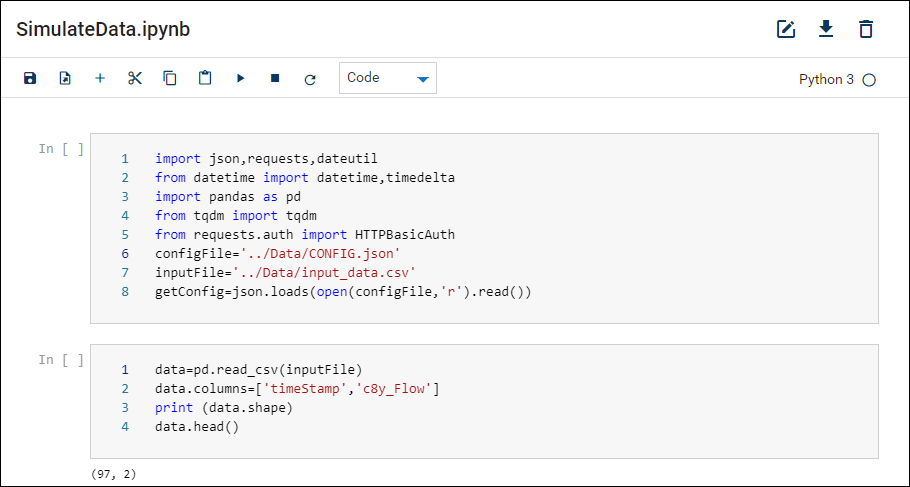 SimulateData.ipynb
Code
Python 3
In [ ]
1 import json,requests,dateutil
2 from datetime import datetime,timedelta
3 import pandas as pd
4 from tqdm import tqdm
5 from requests.auth import HTTPBasicAuth
6 configFile='../Data/CONFIG.json'
7 inputFile='../Data/input_data.csv'
8 getConfig=json.loads(open(configFile,'r').read())
In [ ]
1 data=pd.read_csv(inputFile)
2 data.columns=['timeStamp','c8y_Flow']
3 print (data.shape)
4 data.head()
(97, 2)